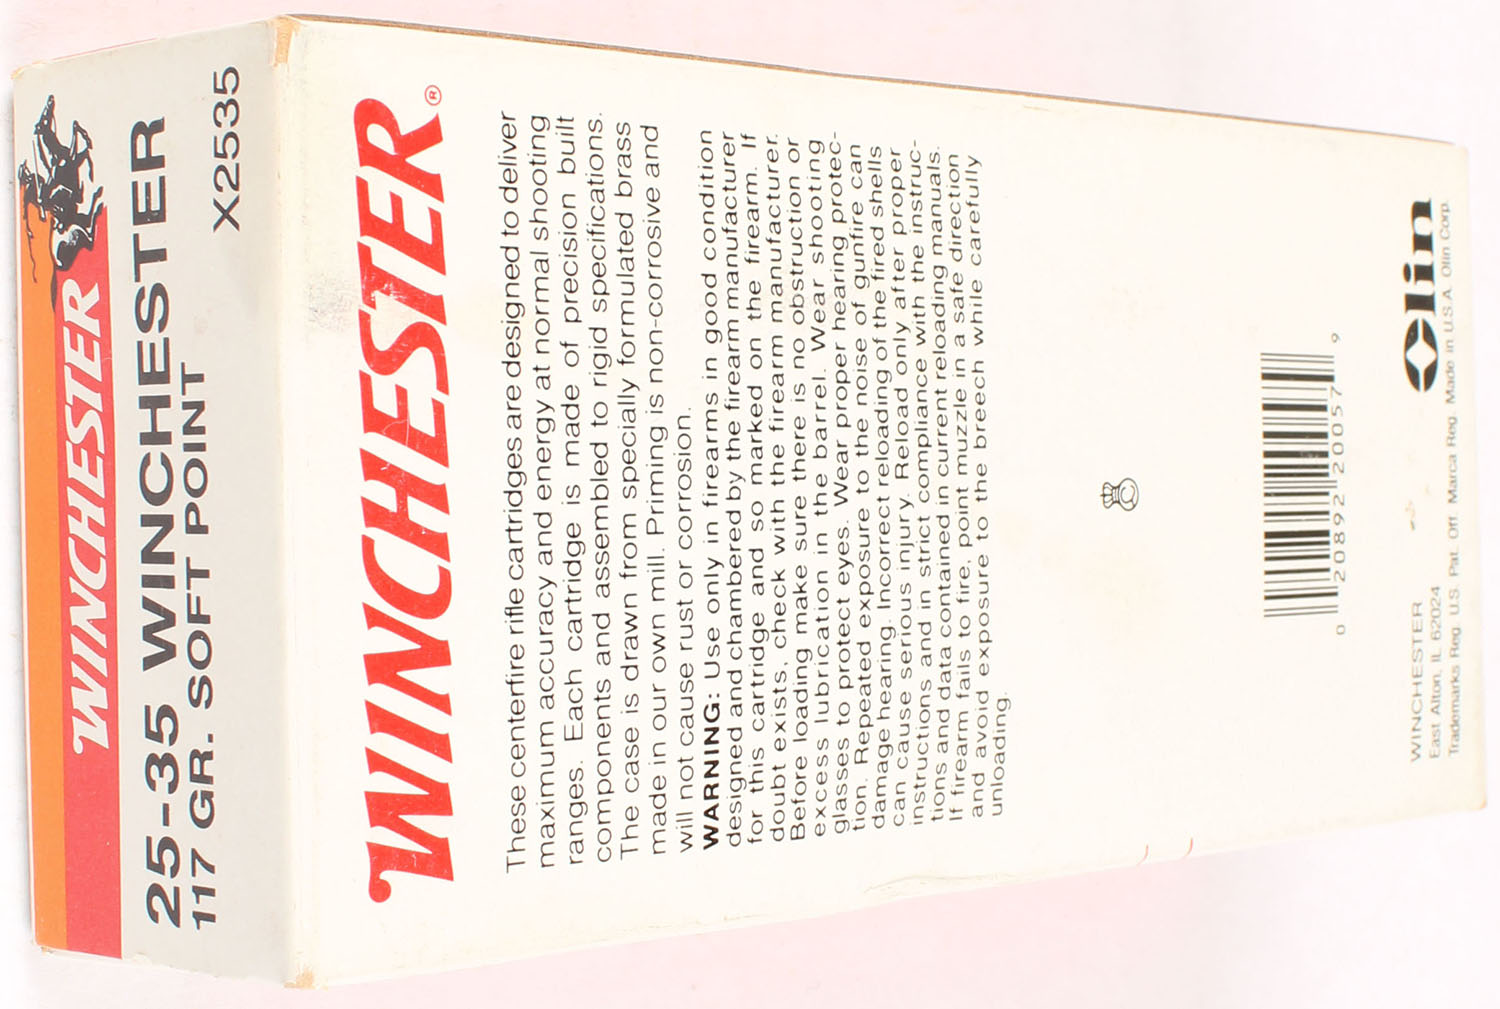 WINCHESTER
25-35 WINCHESTER
117 GR. SOFT POINT X2535
WINCHESTER®
These centerfire rifle cartridges are designed to deliver
maximum accuracy and energy at normal shooting
ranges. Each cartridge is made of precision built
components and assembled to rigid specifications.
The case is drawn from specially formulated brass
made in our own mill. Priming is non-corrosive and
will not cause rust or corrosion.
WARNING: Use only in firearms in good condition
designed and chambered by the firearm manufacturer
for this cartridge and so marked on the firearm. If
doubt exists, check with the firearm manufacturer.
Before loading make sure there is no obstruction or
excess lubrication in the barrel. Wear shooting
glasses to protect eyes. Wear proper hearing protec-
tion. Repeated exposure to the noise of gunfire can
damage hearing. Incorrect reloading of the fired shells
can cause serious injury. Reload only after proper
instructions and in strict compliance with the instruc-
tions and data contained in current reloading manuals.
If firearm fails to fire, point muzzle in a safe direction
and avoid exposure to the breech while carefully
unloading.
0 20892 20057 9
WINCHESTER
East Alton, IL 62024
Olin
Trademarks Reg. U.S. Pat. Off. Marca Reg. Made in U.S.A. Olin Corp.